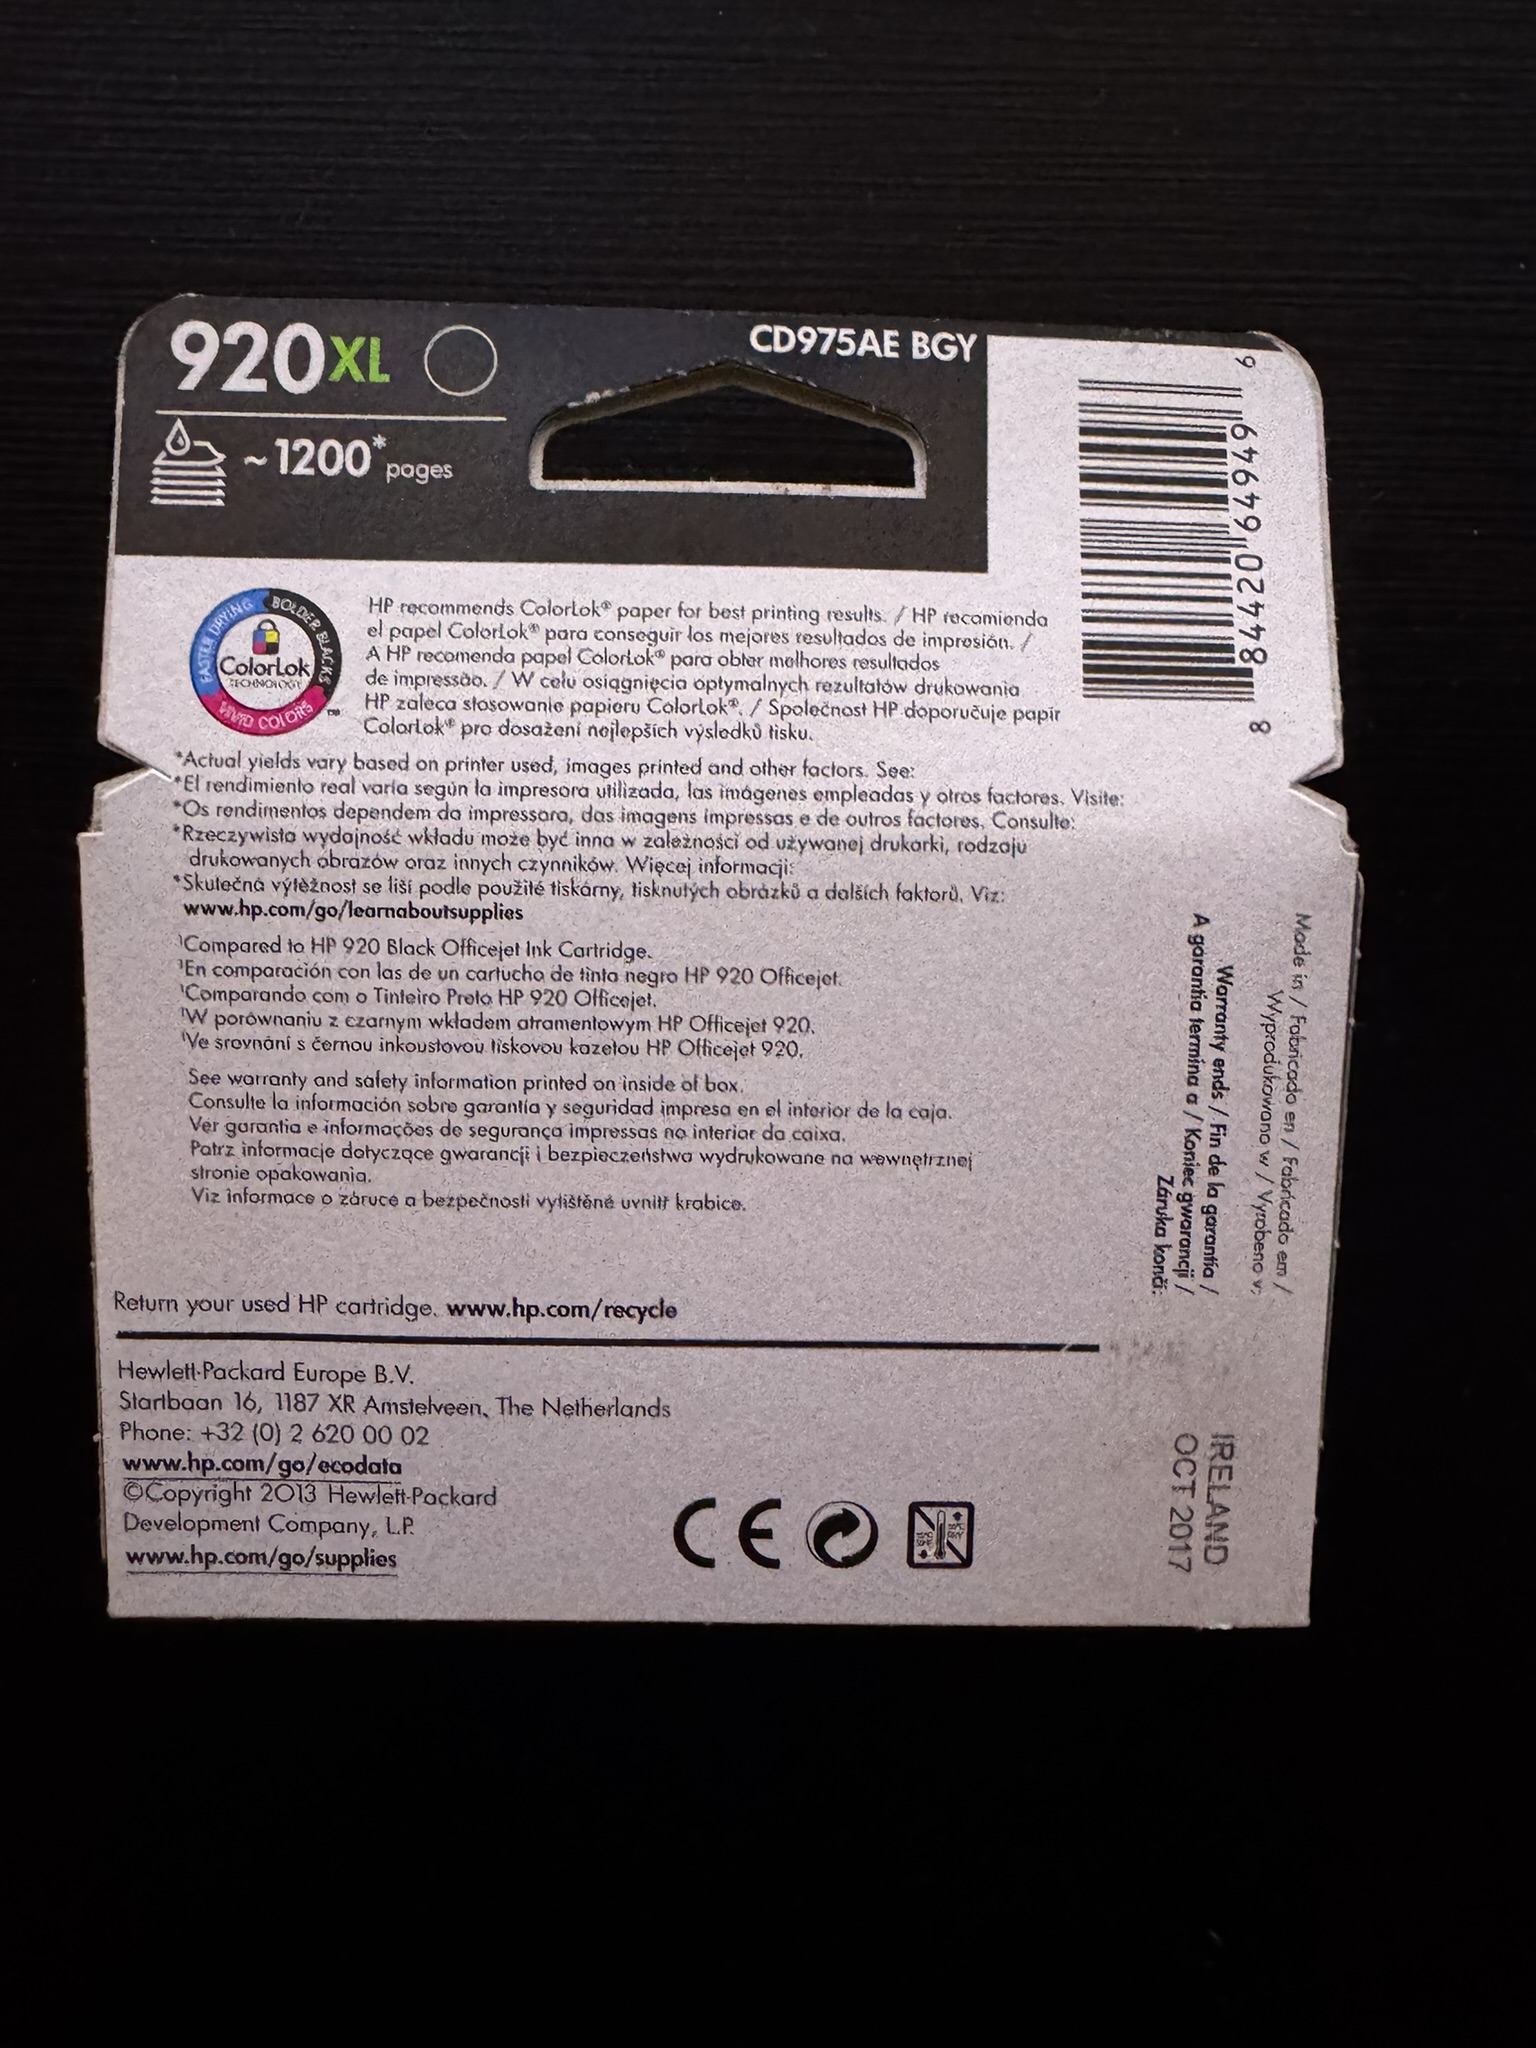 920XL
CD975AE BGY
~1200* pages
6 64649 02448 8
FASTER DRYING
BOLDER BLACKS
ColorLok
TECHNOLOGY
VIVID COLORS ™
HP recommends ColorLok® paper for best printing results. / HP recomienda
el papel ColorLok® para conseguir los mejores resultados de impresión. /
A HP recomenda papel ColorLok® para obter melhores resultados
de impressão. / W celu osiągnięcia optymalnych rezultatów drukowania
HP zaleca stosowanie papieru ColorLok®. / Společnost HP doporučuje papír
ColorLok® pro dosažení nejlepších výsledků tisku.
*Actual yields vary based on printer used, images printed and other factors. See:
*El rendimiento real varía según la impresora utilizada, las imágenes empleadas y otros factores. Visite:
*Os rendimentos dependem da impressora, das imagens impressas e de outros factores. Consulte:
*Rzeczywista wydajność wkładu może być inna w zależności od używanej drukarki, rodzaju
drukowanych obrazów oraz innych czynników. Więcej informacji:
*Skutečná výtěžnost se liší podle použité tiskárny, tisknutých obrázků a dalších faktorů. Viz:
www.hp.com/go/learnaboutsupplies
¹Compared to HP 920 Black Officejet Ink Cartridge.
¹En comparación con las de un cartucho de tinta negro HP 920 Officejet.
¹Comparando com o Tinteiro Preto HP 920 Officejet.
¹W porównaniu z czarnym wkładem atramentowym HP Officejet 920.
¹Ve srovnání s černou inkoustovou tiskovou kazetou HP Officejet 920.
See warranty and safety information printed on inside of box.
Consulte la información sobre garantía y seguridad impresa en el interior de la caja.
Ver garantia e informações de segurança impressas no interior da caixa.
Patrz informacje dotyczące gwarancji i bezpieczeństwa wydrukowane na wewnętrznej
stronie opakowania.
Viz informace o záruce a bezpečnosti vytištěné uvnitř krabice.
Made in / Fabricado en / Fabricado em /
Wyprodukowano w / Vyrobeno v:
Warranty ends / Fin de la garantía /
A garantia termina a / Koniec gwarancji /
Záruka končí:
IRELAND
OCT 2017
Return your used HP cartridge. www.hp.com/recycle
Hewlett-Packard Europe B.V.
Startbaan 16, 1187 XR Amstelveen, The Netherlands
Phone: +32 (0) 2 620 00 02
www.hp.com/go/ecodata
©Copyright 2013 Hewlett-Packard
Development Company, L.P.
www.hp.com/go/supplies
CE